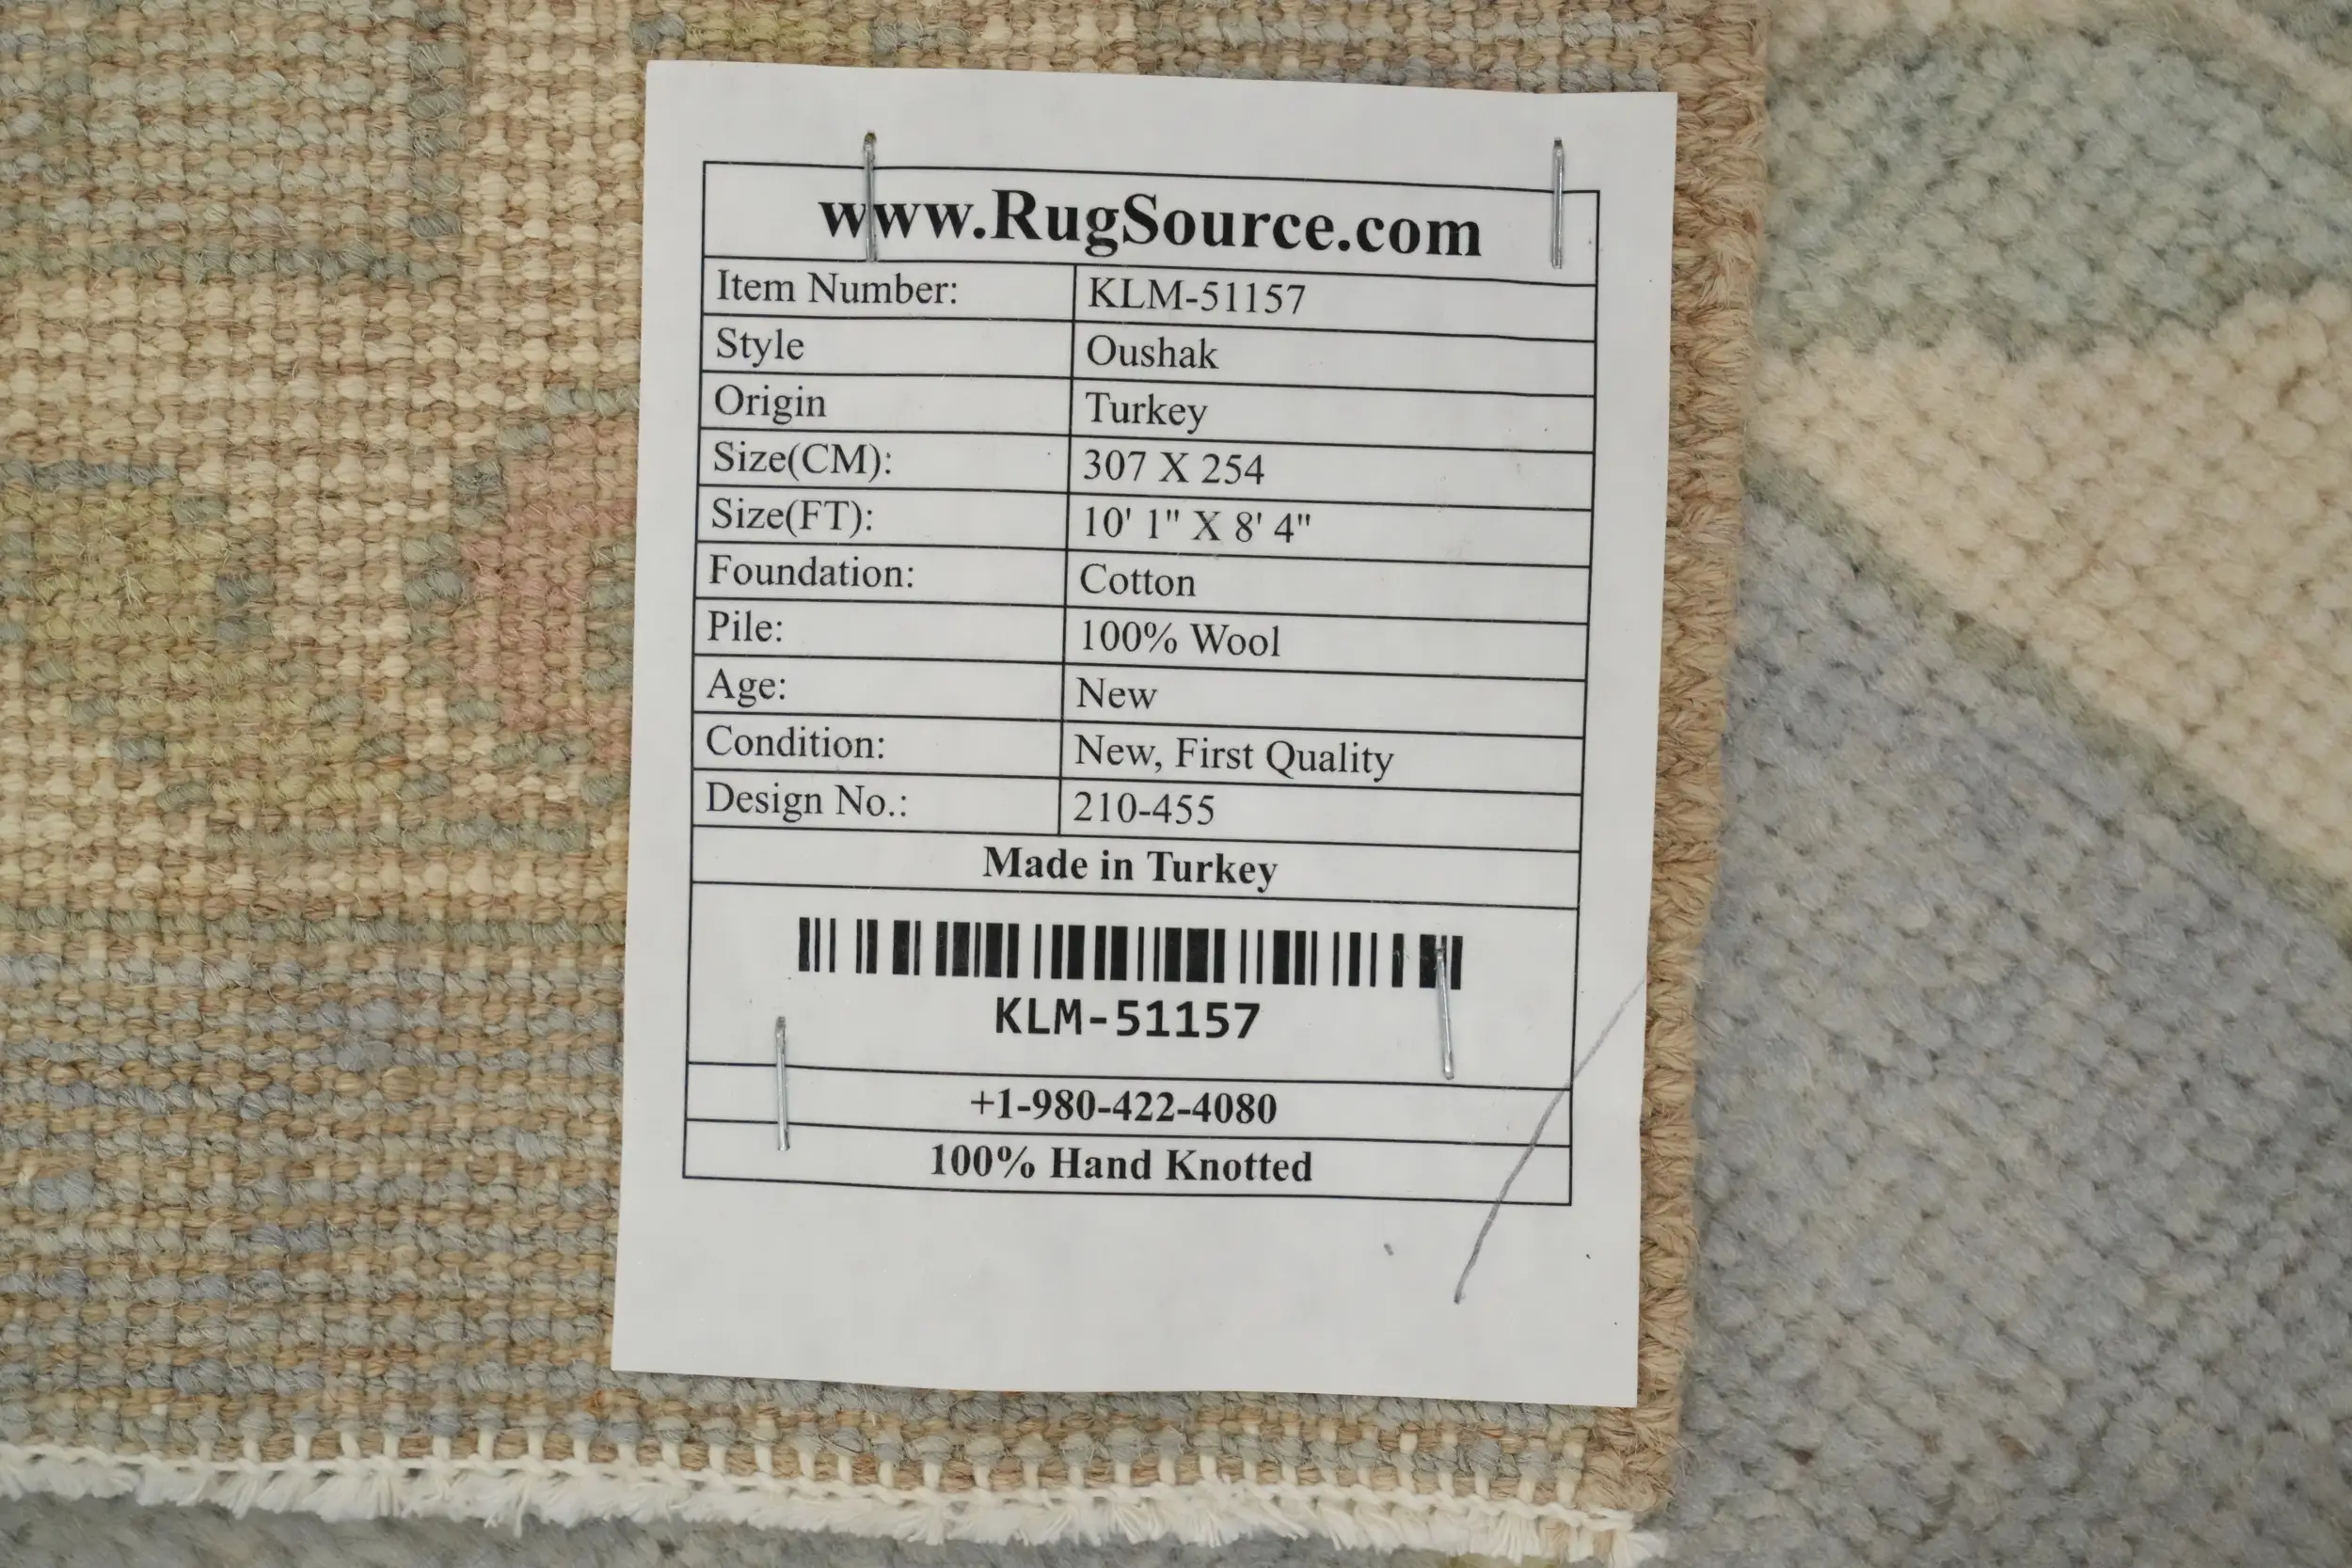 www.RugSource.com
Item Number: KLM-51157
Style Oushak
Origin Turkey
Size(CM): 307 X 254
Size(FT): 10' 1" X 8' 4"
Foundation: Cotton
Pile: 100% Wool
Age: New
Condition: New, First Quality
Design No.: 210-455
Made in Turkey
KLM-51157
+1-980-422-4080
100% Hand Knotted